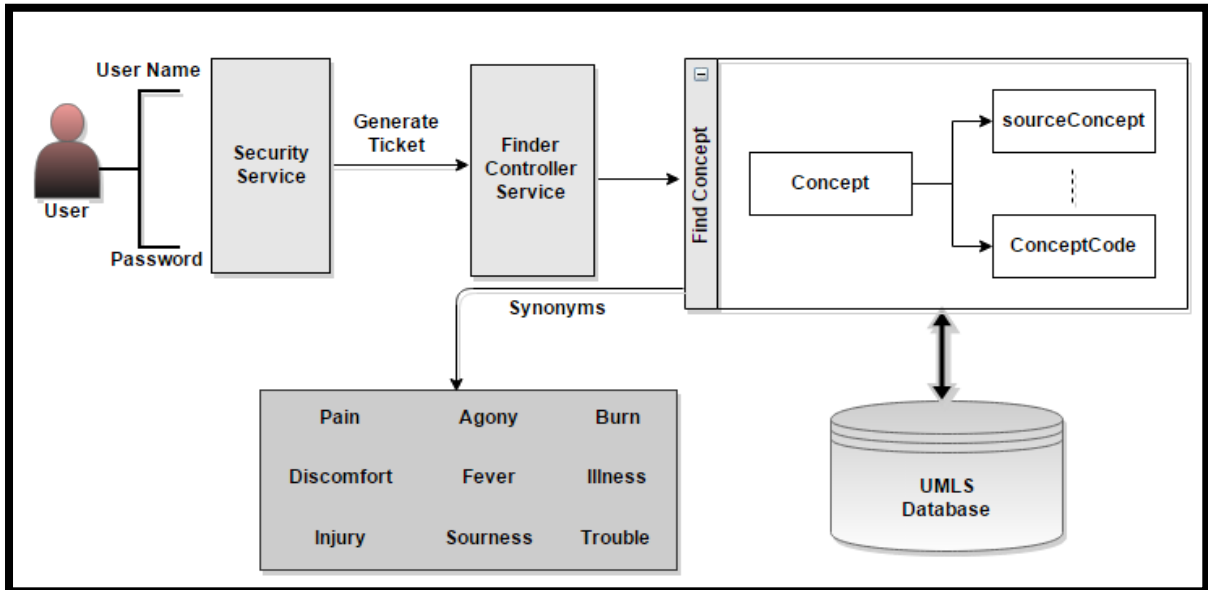 User Name
User
Password
Security
Service
Generate
Ticket
Finder
Controller
Service
Find Concept
Concept
sourceConcept
ConceptCode
Synonyms
Pain Agony Burn
Discomfort Fever Illness
Injury Sourness Trouble
UMLS
Database